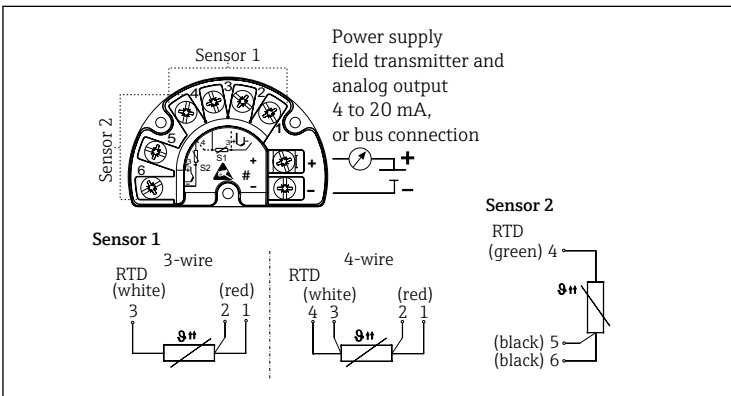 Sensor 1
Power supply
field transmitter and
analog output
4 to 20 mA,
or bus connection
Sensor 2
6
5
4
3
2
1
+
-
4
3
S1
S2
#
+
-
+
-
Sensor 1
3-wire
RTD
(white) (red)
3 2 1
ϑ
4-wire
RTD
(white) (red)
4 3 2 1
ϑ
Sensor 2
RTD
(green) 4
ϑ
(black) 5
(black) 6